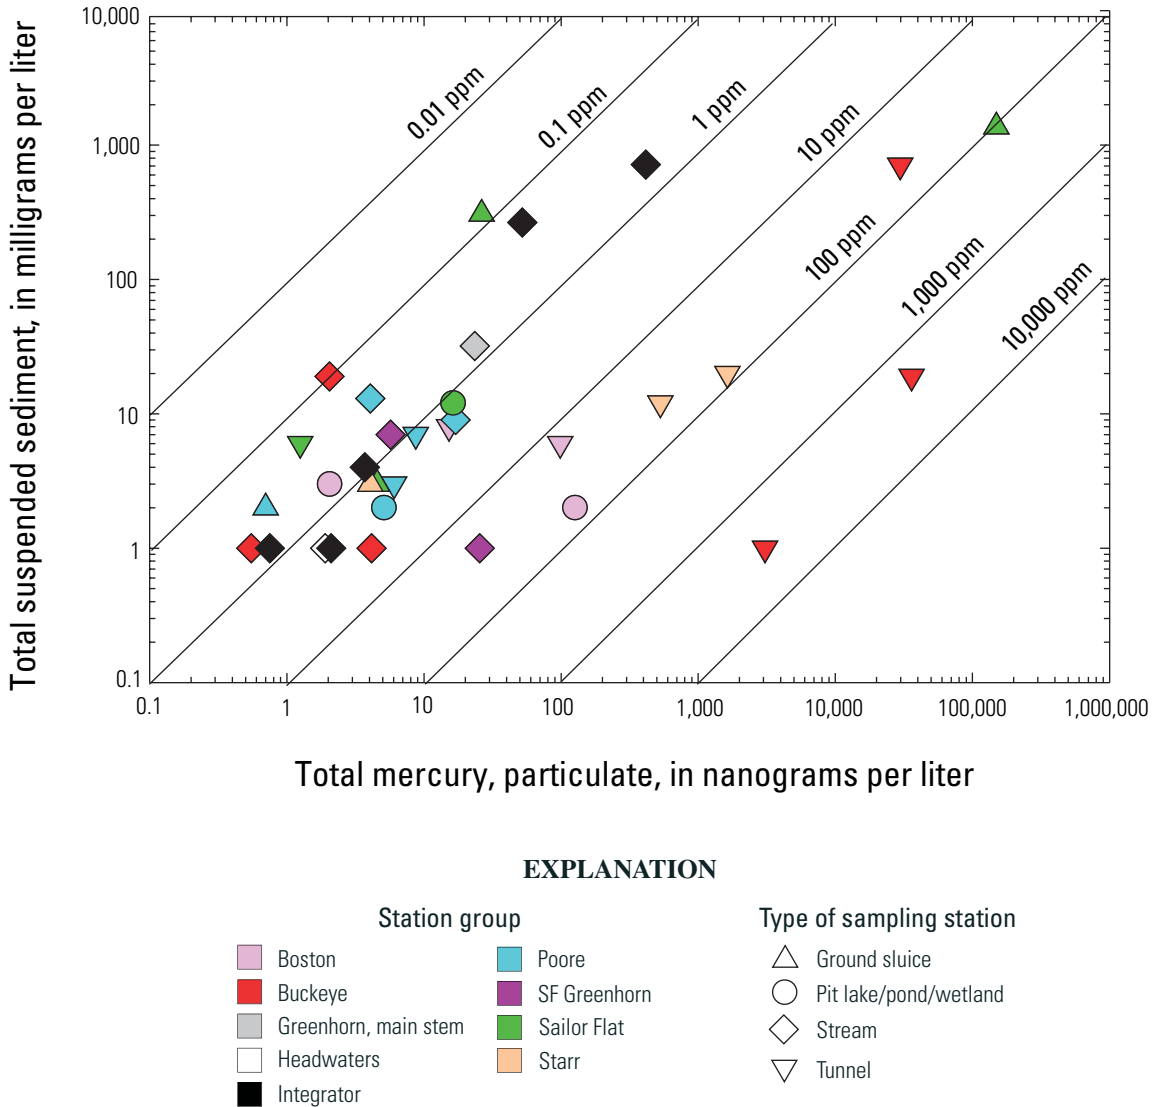 Total suspended sediment, in milligrams per liter
10,000
1,000
100
10
1
0.1
0.01 ppm
0.1 ppm
1 ppm
10 ppm
100 ppm
1,000 ppm
10,000 ppm
0.1
1
10
100
1,000
10,000
100,000
1,000,000
Total mercury, particulate, in nanograms per liter
EXPLANATION
Station group
Boston
Buckeye
Greenhorn, main stem
Headwaters
Integrator
Poore
SF Greenhorn
Sailor Flat
Starr
Type of sampling station
Ground sluice
Pit lake/pond/wetland
Stream
Tunnel